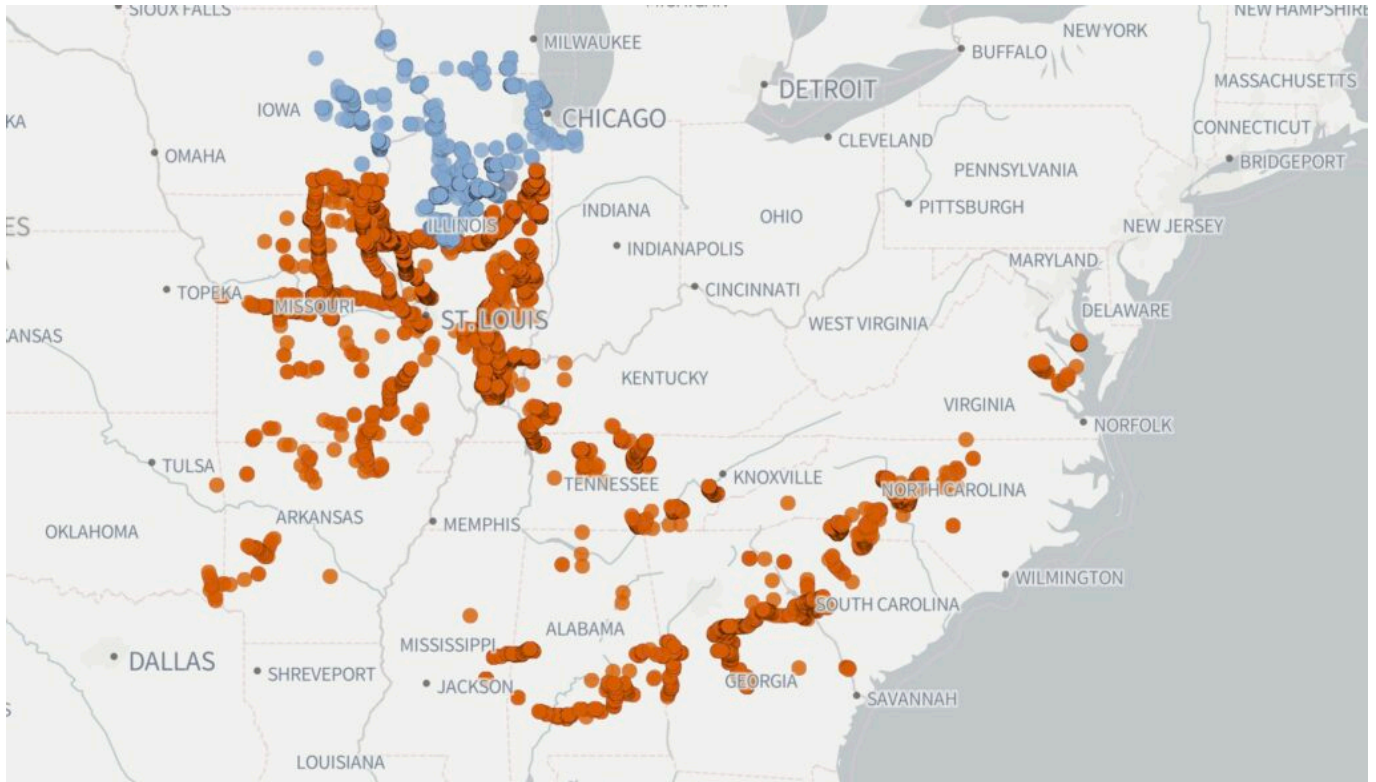 SIOUX FALLS
NEW HAMPSHIRE
MILWAUKEE
NEW YORK
BUFFALO
MASSACHUSETTS
DETROIT
IOWA
CHICAGO
CONNECTICUT
CLEVELAND
OMAHA
BRIDGEPORT
PENNSYLVANIA
PITTSBURGH
INDIANA
OHIO
ILLINOIS
NEW JERSEY
INDIANAPOLIS
MARYLAND
TOPEKA
CINCINNATI
MISSOURI
DELAWARE
ST. LOUIS
WEST VIRGINIA
KENTUCKY
VIRGINIA
NORFOLK
TULSA
KNOXVILLE
TENNESSEE
NORTH CAROLINA
ARKANSAS
MEMPHIS
OKLAHOMA
WILMINGTON
SOUTH CAROLINA
ALABAMA
MISSISSIPPI
DALLAS
SHREVEPORT
GEORGIA
JACKSON
SAVANNAH
LOUISIANA